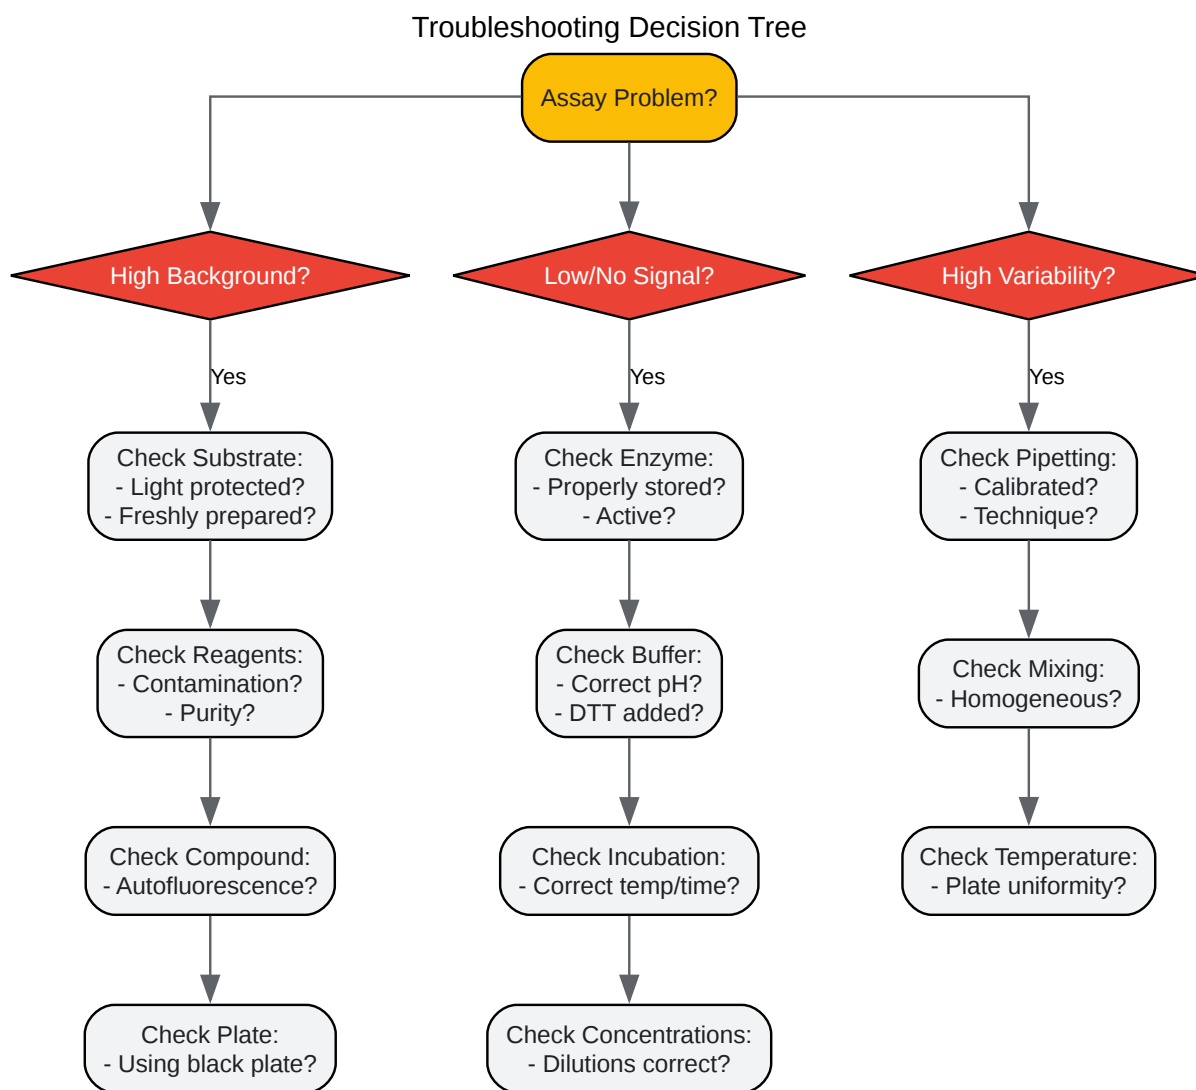 Troubleshooting Decision Tree
Assay Problem?
High Background?
Low/No Signal?
High Variability?
Yes
Yes
Yes
Check Substrate:
- Light protected?
- Freshly prepared?
Check Enzyme:
- Properly stored?
- Active?
Check Pipetting:
- Calibrated?
- Technique?
Check Reagents:
- Contamination?
- Purity?
Check Buffer:
- Correct pH?
- DTT added?
Check Mixing:
- Homogeneous?
Check Compound:
- Autofluorescence?
Check Incubation:
- Correct temp/time?
Check Temperature:
- Plate uniformity?
Check Plate:
- Using black plate?
Check Concentrations:
- Dilutions correct?